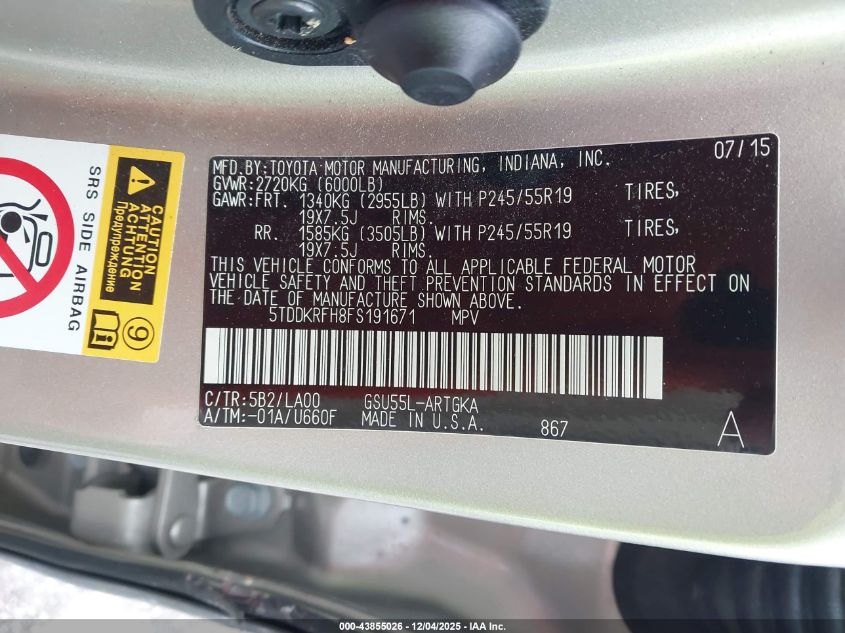 MFD.BY:TOYOTA MOTOR MANUFACTURING, INDIANA, INC. 07/15
GVWR:2720KG (6000LB)
GAWR:FRT. 1340KG (2955LB) WITH P245/55R19 TIRES,
19X7.5J RIMS.
RR. 1585KG (3505LB) WITH P245/55R19 TIRES,
19X7.5J RIMS.
THIS VEHICLE CONFORMS TO ALL APPLICABLE FEDERAL MOTOR
VEHICLE SAFETY AND THEFT PREVENTION STANDARDS IN EFFECT ON
THE DATE OF MANUFACTURE SHOWN ABOVE.
5TDDKRFH8FS191671 MPV
C/TR:5B2/LA00 GSU55L-ARTGKA
A/TM:-01A/U660F MADE IN U.S.A. 867 A
SRS SIDE AIRBAG
CAUTION
ATTENTION
Предупреждение
9
000-43855026 - 12/04/2025 - IAA Inc.